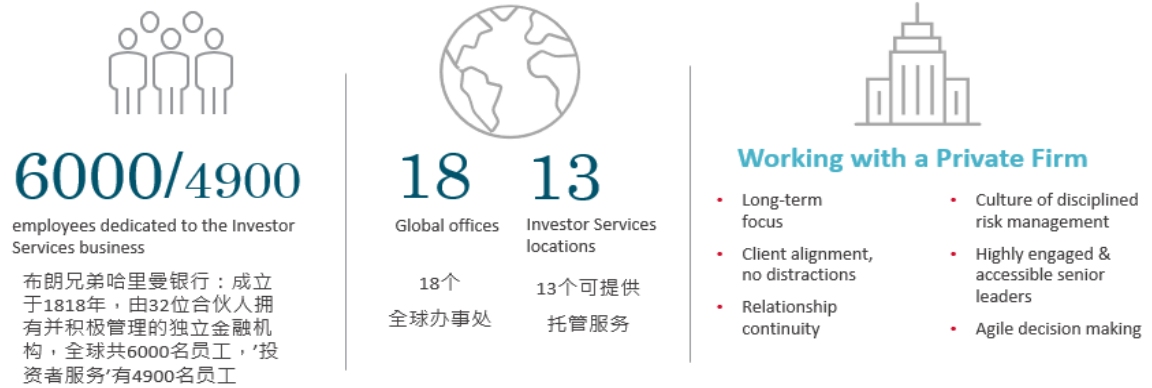 6000/4900
employees dedicated to the Investor
Services business
布朗兄弟哈里曼银行：成立
于1818年，由32位合伙人拥
有并积极管理的独立金融机
构，全球共6000名员工，’投
资者服务’有4900名员工
18
Global offices
18个
全球办事处
13
Investor Services
locations
13个可提供
托管服务
Working with a Private Firm
• Long-term
focus
• Client alignment,
no distractions
• Relationship
continuity
• Culture of disciplined
risk management
• Highly engaged &
accessible senior
leaders
• Agile decision making